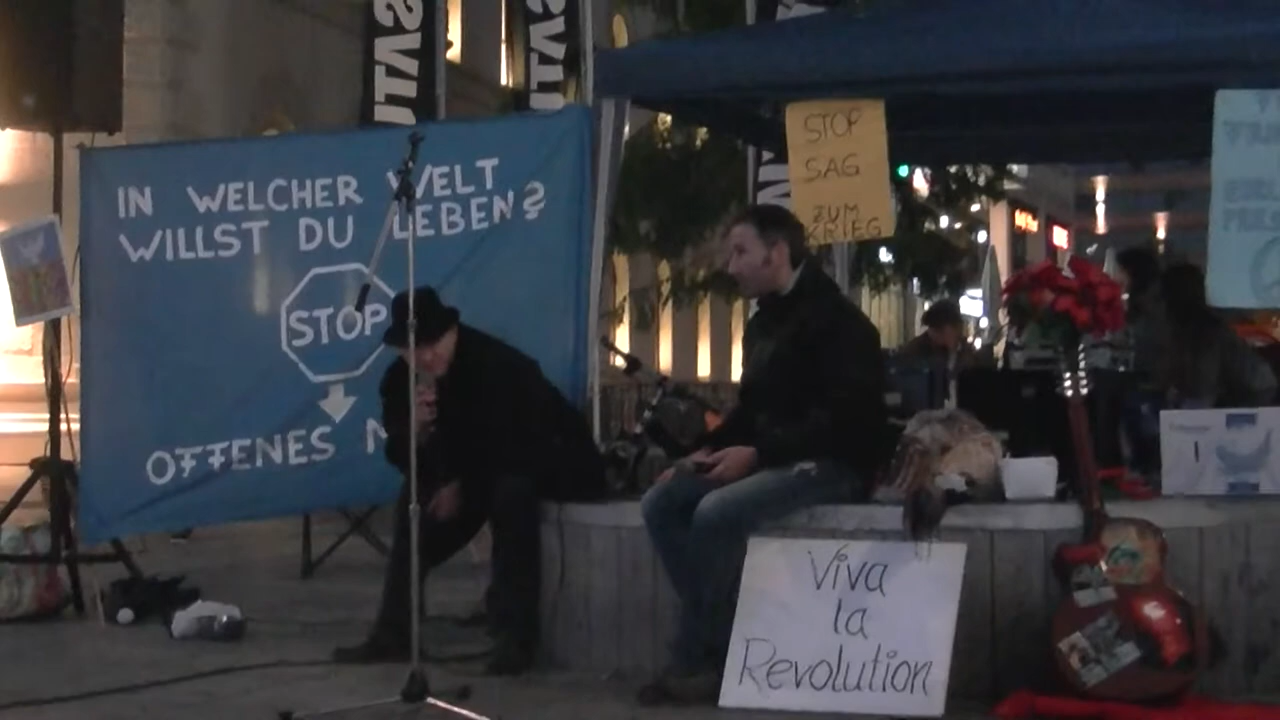 IN WELCHER WELT
WILLST DU LEBEN?
STOP
OFFENES
STOP
SAG
ZUM
KRIEG
Viva
la
Revolution